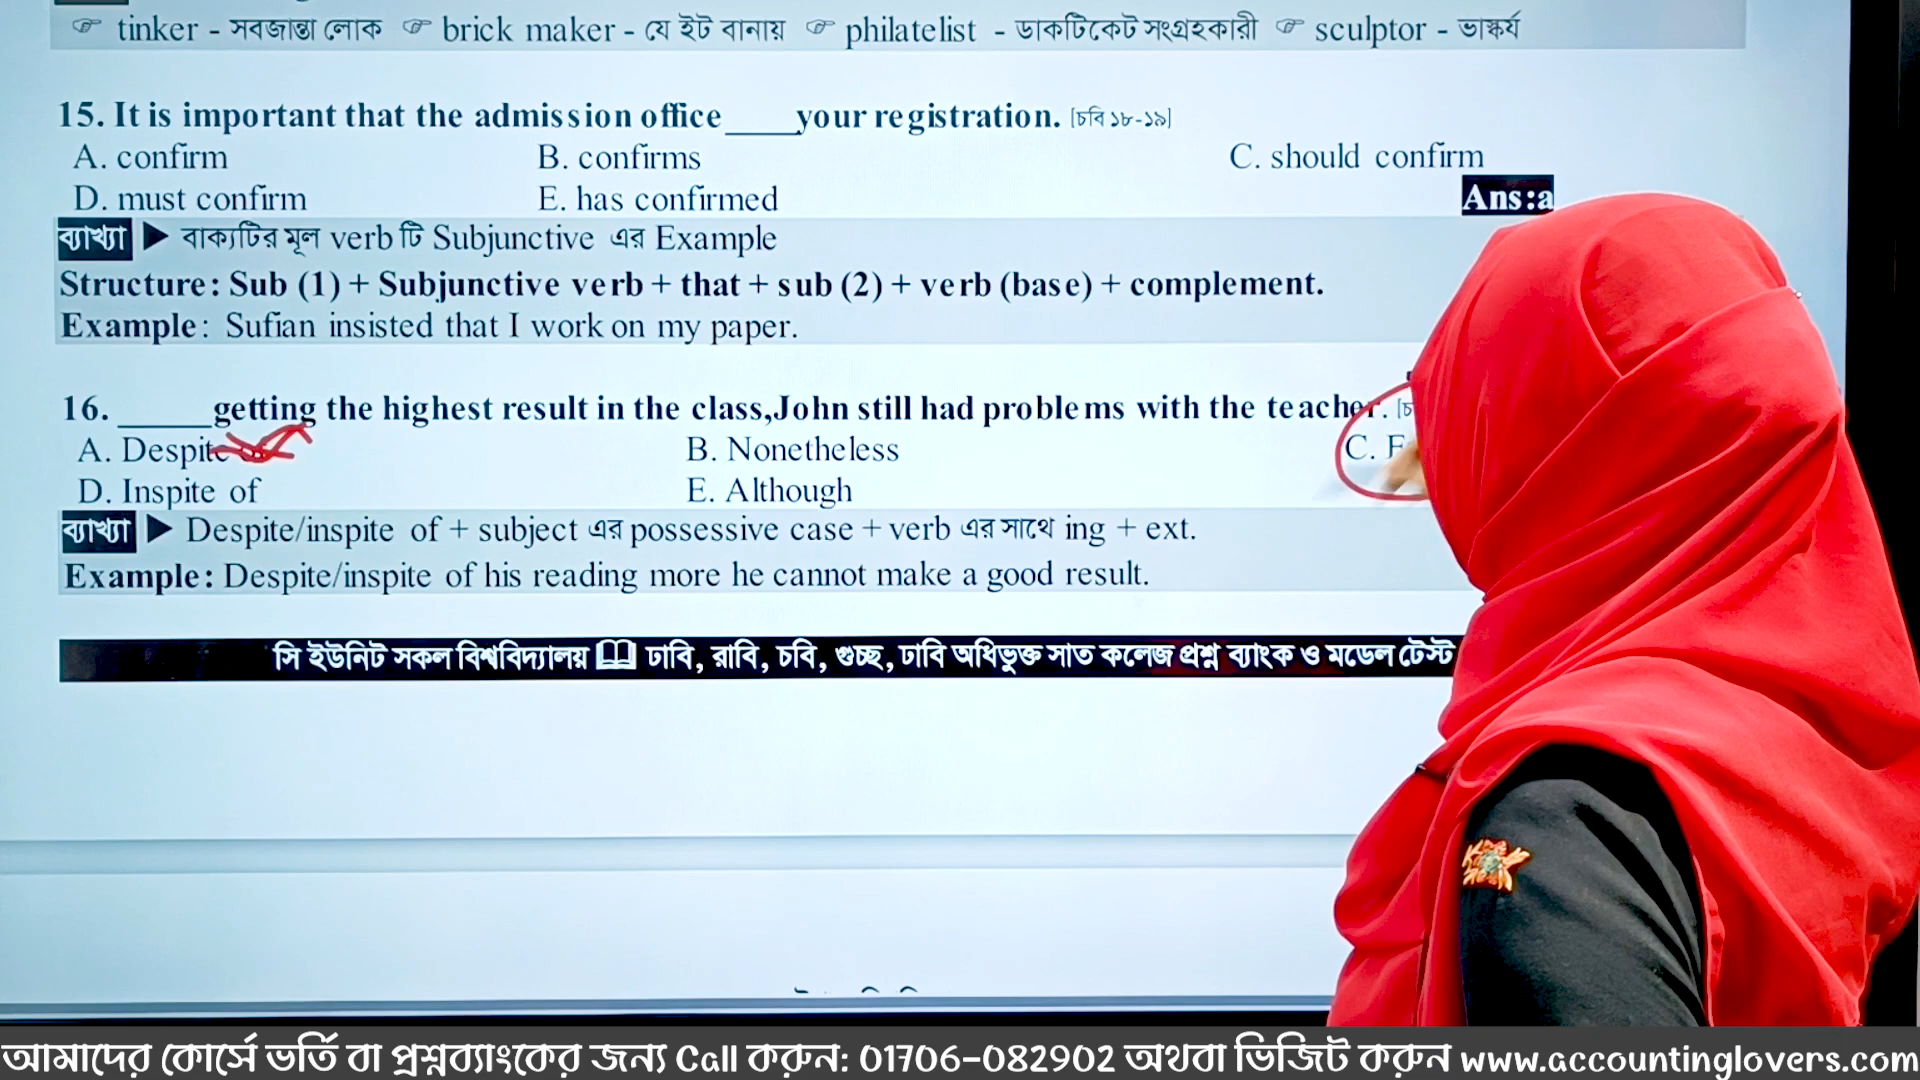 ☞ tinker - সবজান্তা লোক ☞ brick maker - যে ইট বানায় ☞ philatelist - ডাকটিকেট সংগ্রহকারী ☞ sculptor - ভাস্কর্য
15. It is important that the admission office____your registration. [চবি ১৮-১৯]
A. confirm B. confirms C. should confirm
D. must confirm E. has confirmed Ans:a
ব্যাখ্যা ▶ বাক্যটির মূল verb টি Subjunctive এর Example
Structure: Sub (1) + Subjunctive verb + that + sub (2) + verb (base) + complement.
Example: Sufian insisted that I work on my paper.
16. _____getting the highest result in the class,John still had problems with the teacher.
A. Despite B. Nonetheless C.
D. Inspite of E. Although
ব্যাখ্যা ▶ Despite/inspite of + subject এর possessive case + verb এর সাথে ing + ext.
Example: Despite/inspite of his reading more he cannot make a good result.
সি ইউনিট সকল বিশ্ববিদ্যালয় 🕮 ঢাবি, রাবি, চবি, গুচ্ছ, ঢাবি অধিভুক্ত সাত কলেজ প্রশ্ন ব্যাংক ও মডেল টেস্ট
আমাদের কোর্সে ভর্তি বা প্রশ্নব্যাংকের জন্য Call করুন: 01706-082902 অথবা ভিজিট করুন www.accountinglovers.com